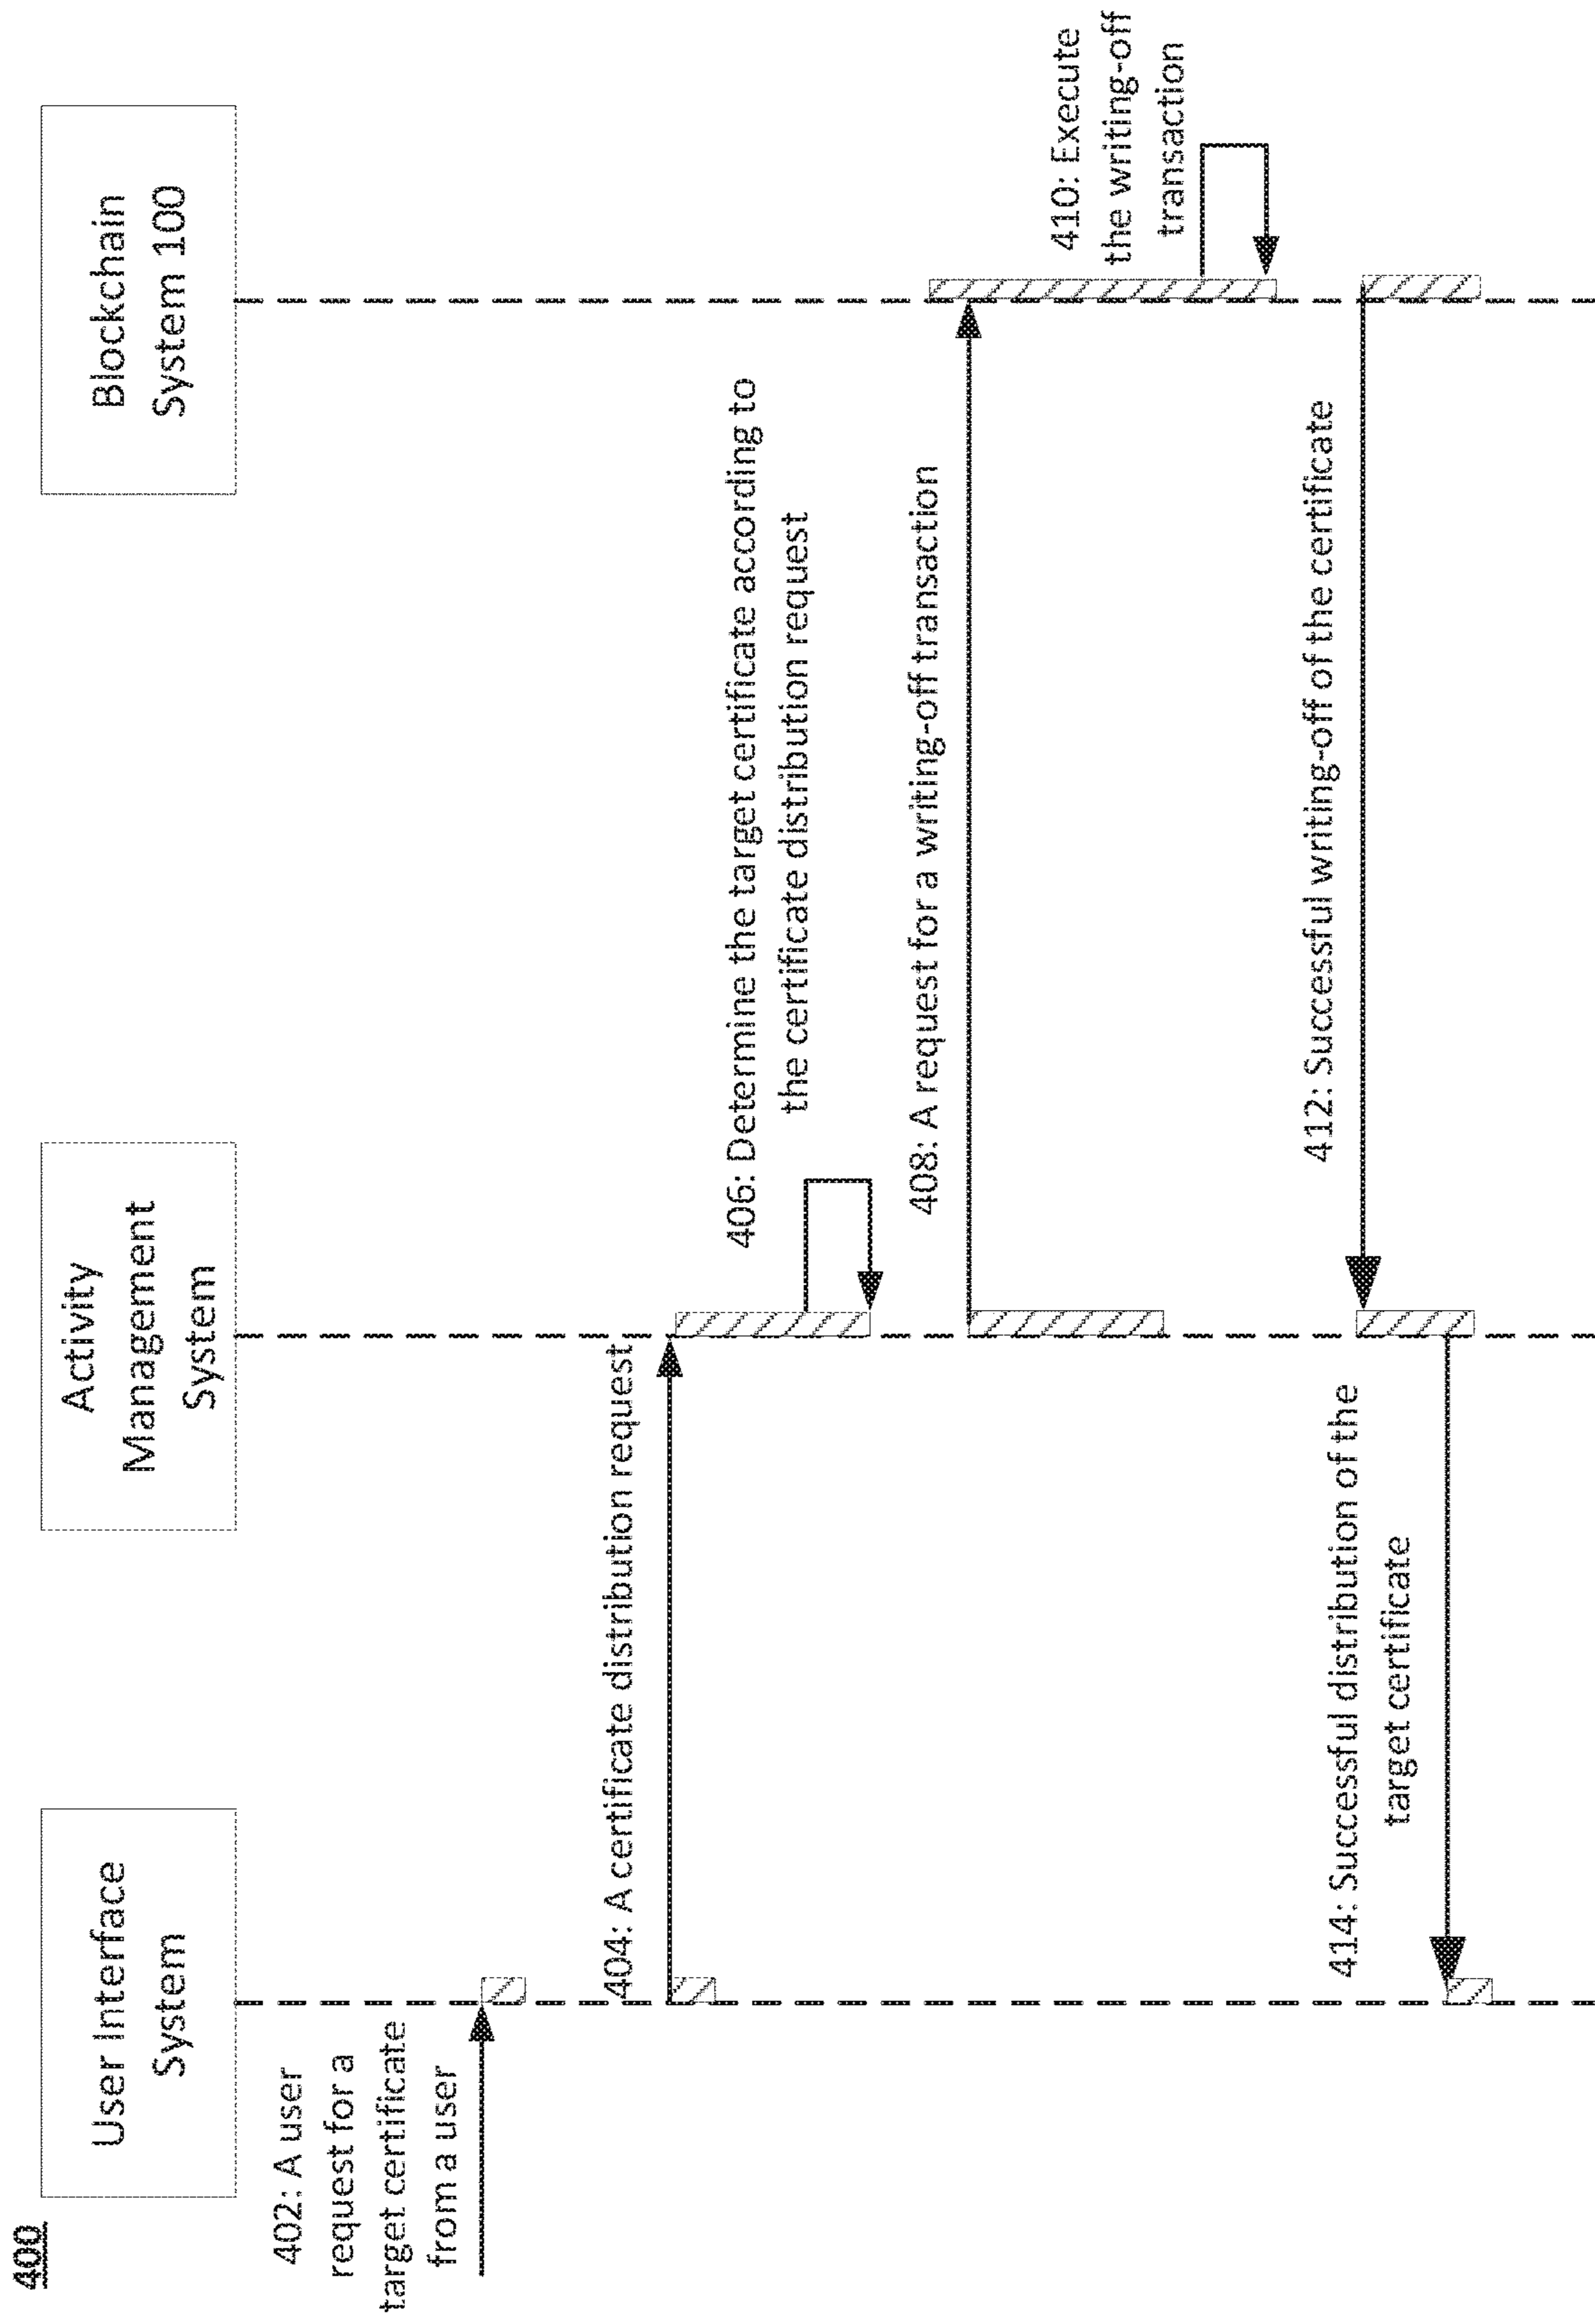 400
User Interface
System
Activity
Management
System
Blockchain
System 100
402: A user
request for a
target certificate
from a user
404: A certificate distribution request
406: Determine the target certificate according to
the certificate distribution request
408: A request for a writing-off transaction
410: Execute
the writing-off
transaction
412: Successful writing-off of the certificate
414: Successful distribution of the
target certificate